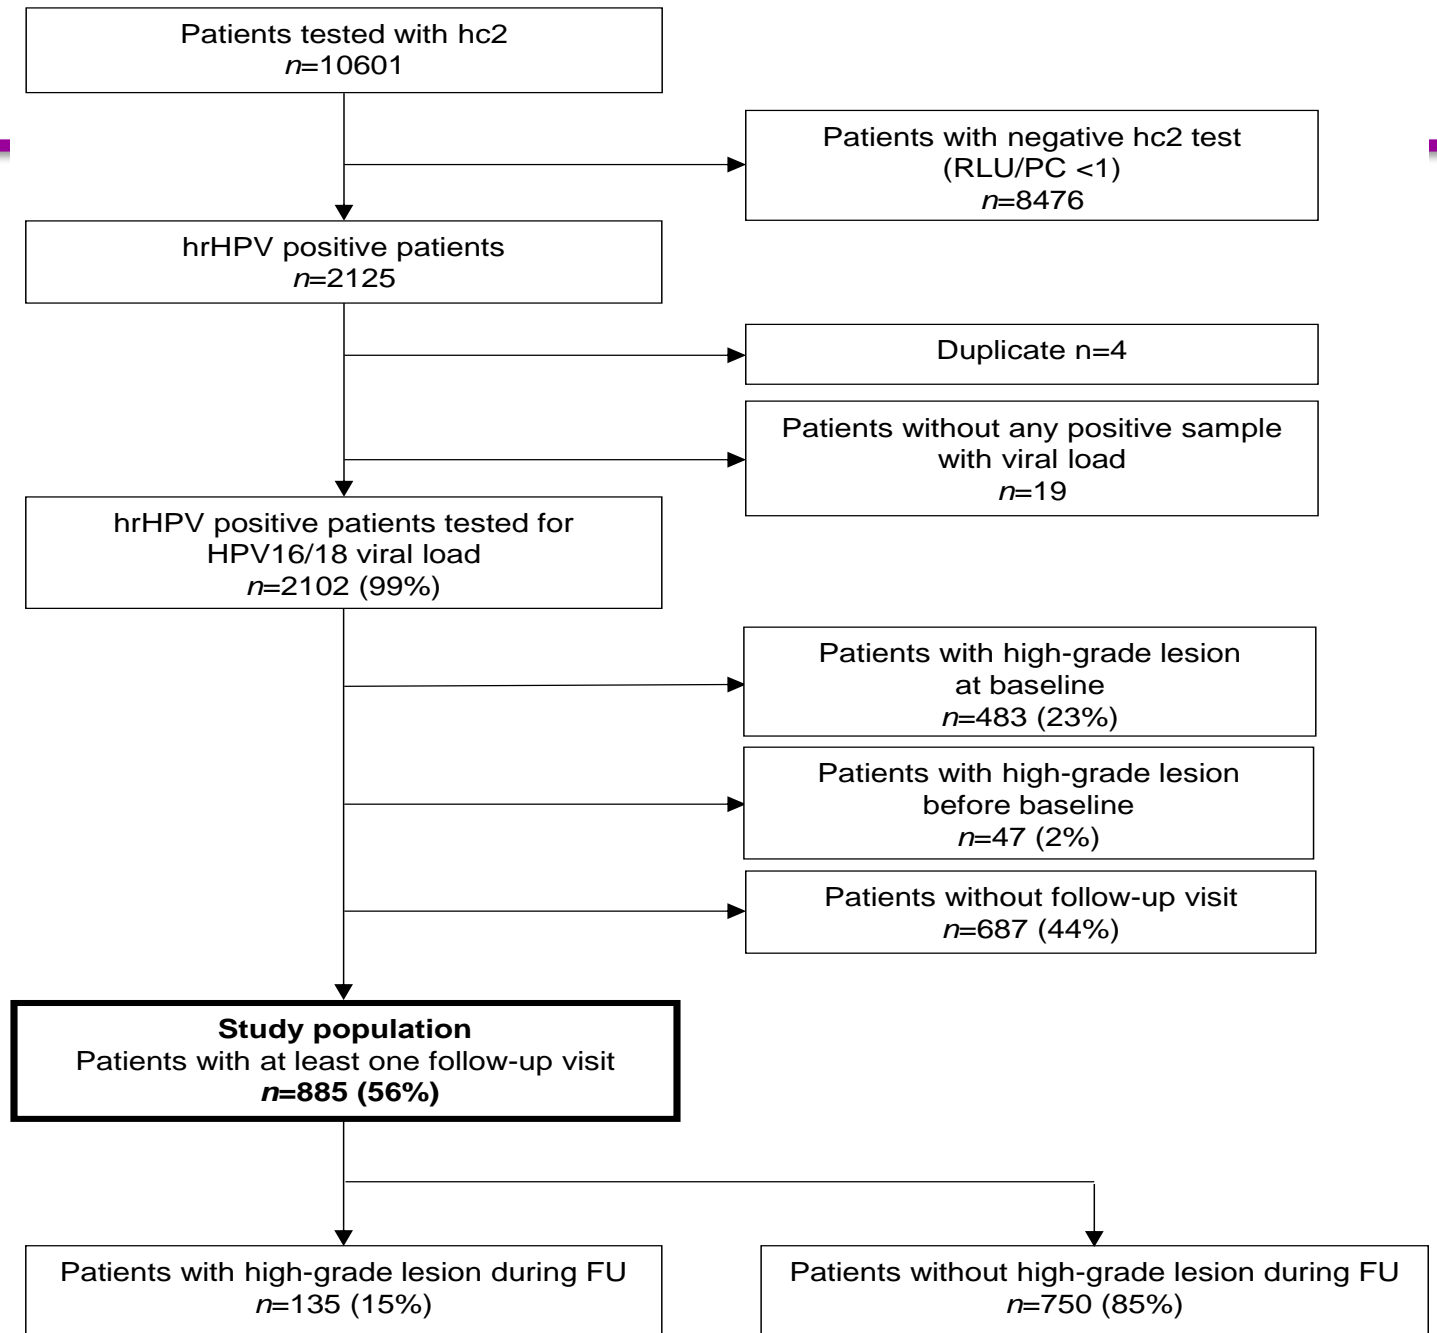 Patients tested with hc2
n=10601
Patients with negative hc2 test
(RLU/PC <1)
n=8476
hrHPV positive patients
n=2125
Duplicate n=4
Patients without any positive sample
with viral load
n=19
hrHPV positive patients tested for
HPV16/18 viral load
n=2102 (99%)
Patients with high-grade lesion
at baseline
n=483 (23%)
Patients with high-grade lesion
before baseline
n=47 (2%)
Patients without follow-up visit
n=687 (44%)
Study population
Patients with at least one follow-up visit
n=885 (56%)
Patients with high-grade lesion during FU
n=135 (15%)
Patients without high-grade lesion during FU
n=750 (85%)